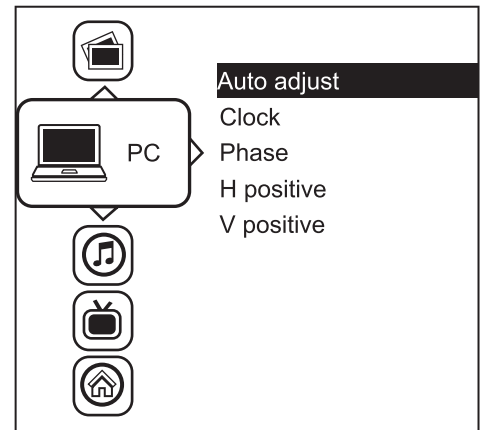 PC
Auto adjust
Clock
Phase
H positive
V positive